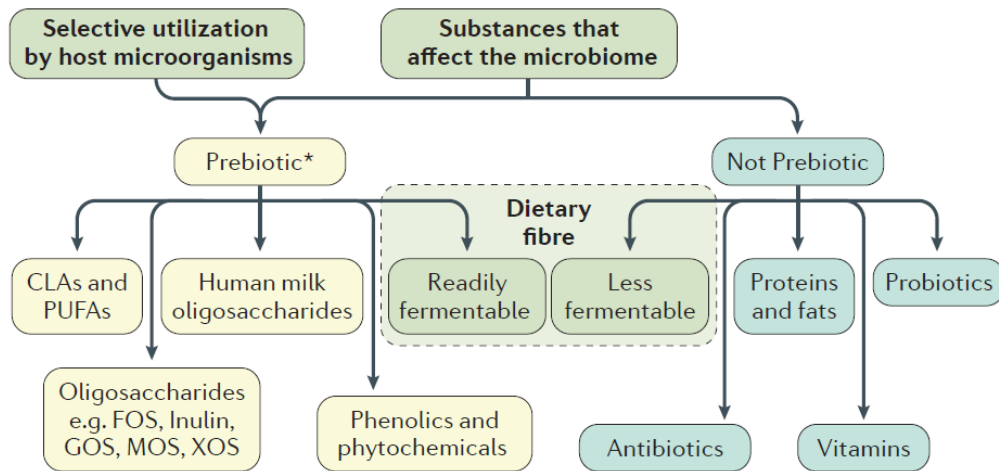 Selective utilization
by host microorganisms
Substances that
affect the microbiome
Prebiotic*
Not Prebiotic
Dietary
fibre
CLAs and
PUFAs
Human milk
oligosaccharides
Readily
fermentable
Less
fermentable
Proteins
and fats
Probiotics
Oligosaccharides
e.g. FOS, Inulin,
GOS, MOS, XOS
Phenolics and
phytochemicals
Antibiotics
Vitamins